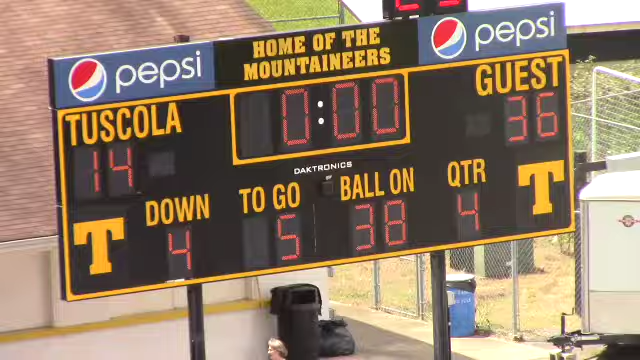 pepsi HOME OF THE MOUNTAINEERS pepsi
TUSCOLA 0:00 GUEST
14 36
DAKTRONICS
DOWN TO GO BALL ON QTR
T 4 5 38 4 T